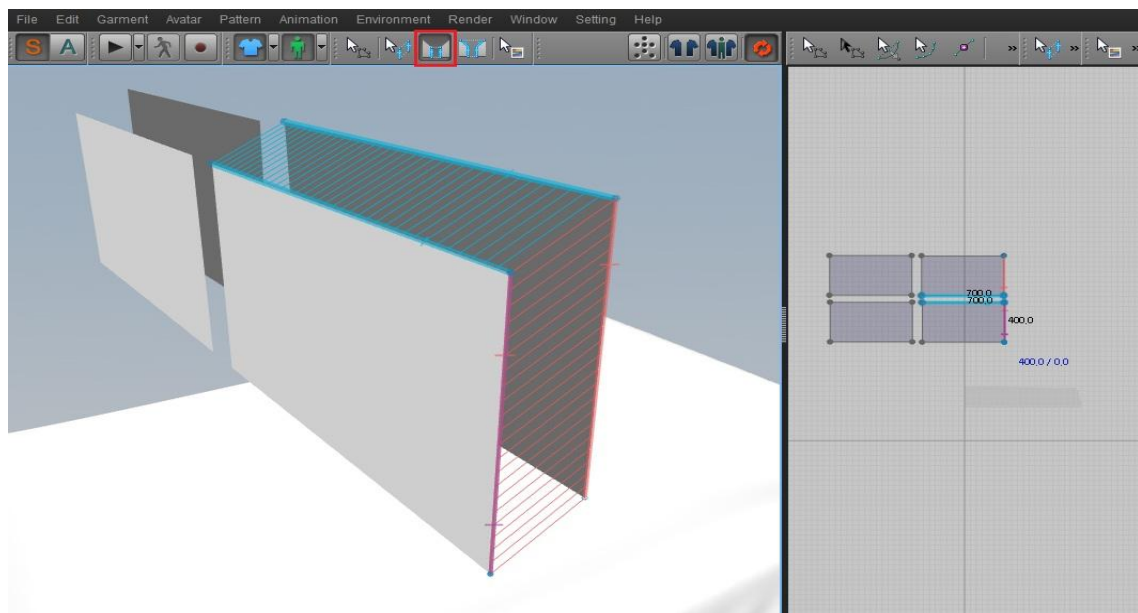 File Edit Garment Avatar Pattern Animation Environment Render Window Setting Help
S A
» » »
700,0
700,0
400,0
400,0 / 0,0